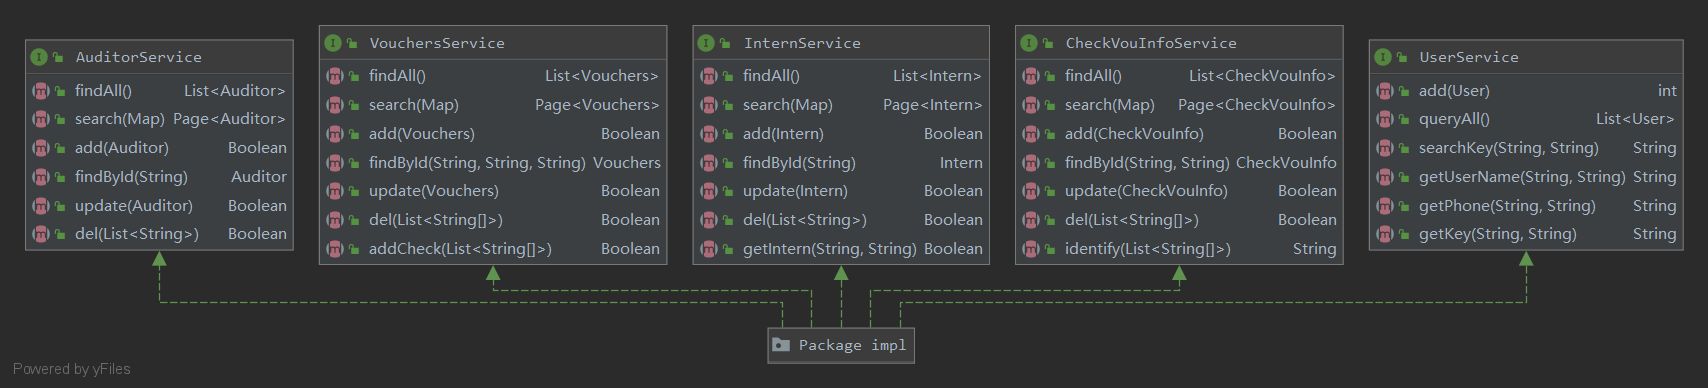 AuditorService
findAll() List<Auditor>
search(Map) Page<Auditor>
add(Auditor) Boolean
findById(String) Auditor
update(Auditor) Boolean
del(List<String>) Boolean
VouchersService
findAll() List<Vouchers>
search(Map) Page<Vouchers>
add(Vouchers) Boolean
findById(String, String, String) Vouchers
update(Vouchers) Boolean
del(List<String[]>) Boolean
addCheck(List<String[]>) Boolean
InternService
findAll() List<Intern>
search(Map) Page<Intern>
add(Intern) Boolean
findById(String) Intern
update(Intern) Boolean
del(List<String>) Boolean
getIntern(String, String) Boolean
CheckVouInfoService
findAll() List<CheckVouInfo>
search(Map) Page<CheckVouInfo>
add(CheckVouInfo) Boolean
findById(String, String) CheckVouInfo
update(CheckVouInfo) Boolean
del(List<String[]>) Boolean
identify(List<String[]>) String
UserService
add(User) int
queryAll() List<User>
searchKey(String, String) String
getUserName(String, String) String
getPhone(String, String) String
getKey(String, String) String
Package impl
Powered by yFiles